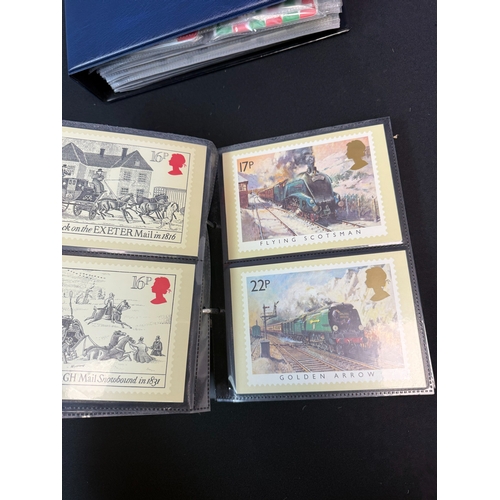 16P
ck on the EXETER Mail in 1816
16P
GH Mail Snowbound in 1831
17P
FLYING SCOTSMAN
22P
GOLDEN ARROW